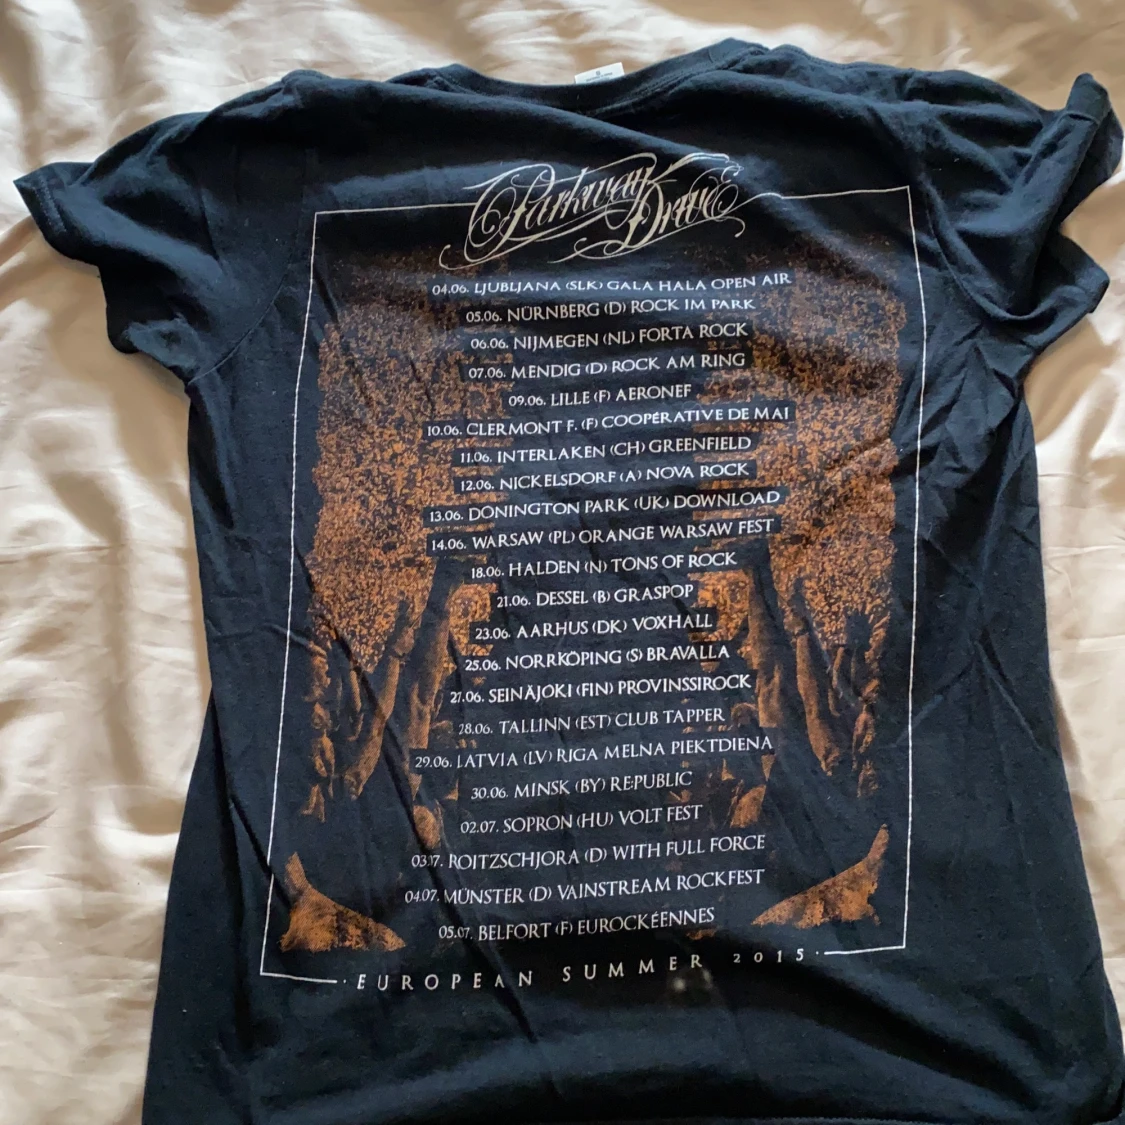 Parkway Drive
04.06. LJUBLJANA (SLK) GALA HALA OPEN AIR
05.06. NÜRNBERG (D) ROCK IM PARK
06.06. NIJMEGEN (NL) FORTA ROCK
07.06. MENDIG (D) ROCK AM RING
09.06. LILLE (F) AERONEF
10.06. CLERMONT F. (F) COOPÉRATIVE DE MAI
11.06. INTERLAKEN (CH) GREENFIELD
12.06. NICKELSDORF (A) NOVA ROCK
13.06. DONINGTON PARK (UK) DOWNLOAD
14.06. WARSAW (PL) ORANGE WARSAW FEST
18.06. HALDEN (N) TONS OF ROCK
21.06. DESSEL (B) GRASPOP
23.06. AARHUS (DK) VOXHALL
25.06. NORRKÖPING (S) BRAVALLA
27.06. SEINÄJOKI (FIN) PROVINSSIROCK
28.06. TALLINN (EST) CLUB TAPPER
29.06. LATVIA (LV) RIGA MELNA PIEKTDIENA
30.06. MINSK (BY) RE:PUBLIC
02.07. SOPRON (HU) VOLT FEST
03.07. ROITZSCHJORA (D) WITH FULL FORCE
04.07. MÜNSTER (D) VAINSTREAM ROCKFEST
05.07. BELFORT (F) EUROCKÉENNES
· EUROPEAN SUMMER 2015 ·